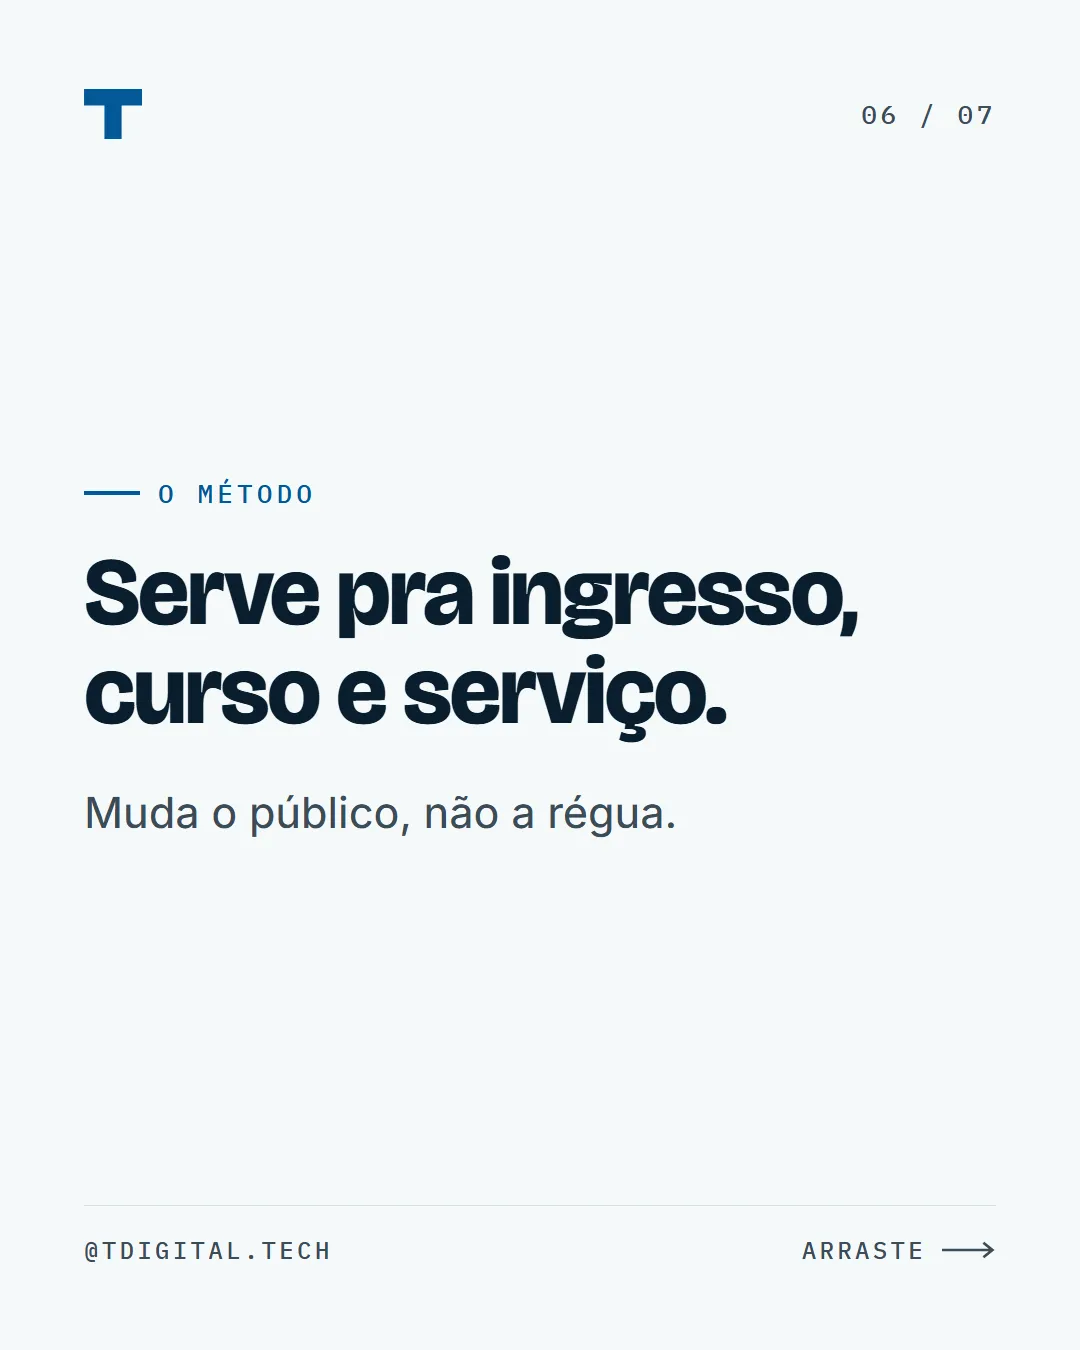 T
06 / 07
O MÉTODO
Serve pra ingresso,
curso e serviço.
Muda o público, não a régua.
@TDIGITAL.TECH
ARRASTE